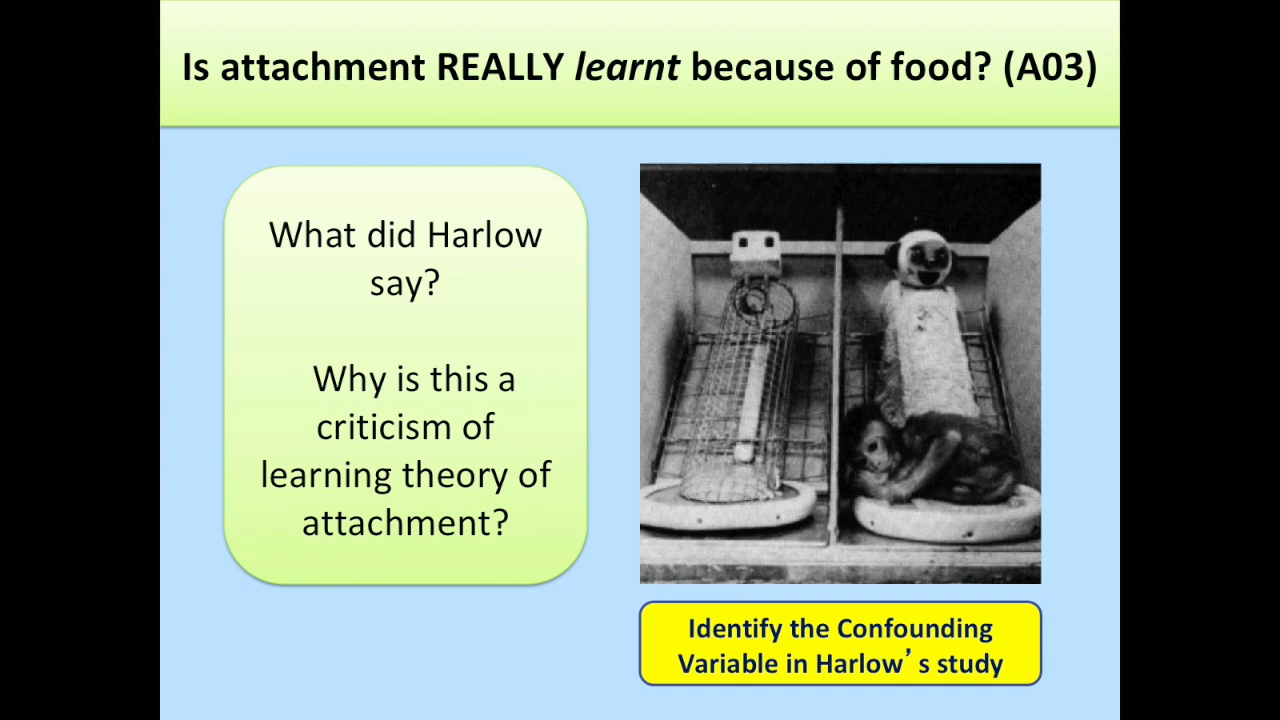 Is attachment REALLY learnt because of food? (A03)
What did Harlow
say?
Why is this a
criticism of
learning theory of
attachment?
Identify the Confounding
Variable in Harlow’s study